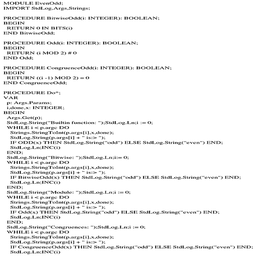 MODULE EvenOdd;
IMPORT StdLog,Args,Strings;
PROCEDURE BitwiseOdd(i: INTEGER): BOOLEAN;
BEGIN
RETURN 0 IN BITS(i)
END BitwiseOdd;
PROCEDURE Odd(i: INTEGER): BOOLEAN;
BEGIN
RETURN (i MOD 2) # 0
END Odd;
PROCEDURE CongruenceOdd(i: INTEGER): BOOLEAN;
BEGIN
RETURN ((i -1) MOD 2) = 0
END CongruenceOdd;
PROCEDURE Do*;
VAR
p: Args.Params;
i,done,x: INTEGER;
BEGIN
Args.Get(p);
StdLog.String("Builtin function: ");StdLog.Ln;i := 0;
WHILE i < p.argc DO
Strings.StringToInt(p.args[i],x,done);
StdLog.String(p.args[i] + " is:> ");
IF ODD(x) THEN StdLog.String("odd") ELSE StdLog.String("even") END;
StdLog.Ln;INC(i)
END;
StdLog.String("Bitwise: ");StdLog.Ln;i:= 0;
WHILE i < p.argc DO
Strings.StringToInt(p.args[i],x,done);
StdLog.String(p.args[i] + " is:> ");
IF BitwiseOdd(x) THEN StdLog.String("odd") ELSE StdLog.String("even") END;
StdLog.Ln;INC(i)
END;
StdLog.String("Module: ");StdLog.Ln;i := 0;
WHILE i < p.argc DO
Strings.StringToInt(p.args[i],x,done);
StdLog.String(p.args[i] + " is:> ");
IF Odd(x) THEN StdLog.String("odd") ELSE StdLog.String("even") END;
StdLog.Ln;INC(i)
END;
StdLog.String("Congruences: ");StdLog.Ln;i := 0;
WHILE i < p.argc DO
Strings.StringToInt(p.args[i],x,done);
StdLog.String(p.args[i] + " is:> ");
IF CongruenceOdd(x) THEN StdLog.String("odd") ELSE StdLog.String("even") END;
StdLog.Ln;INC(i)